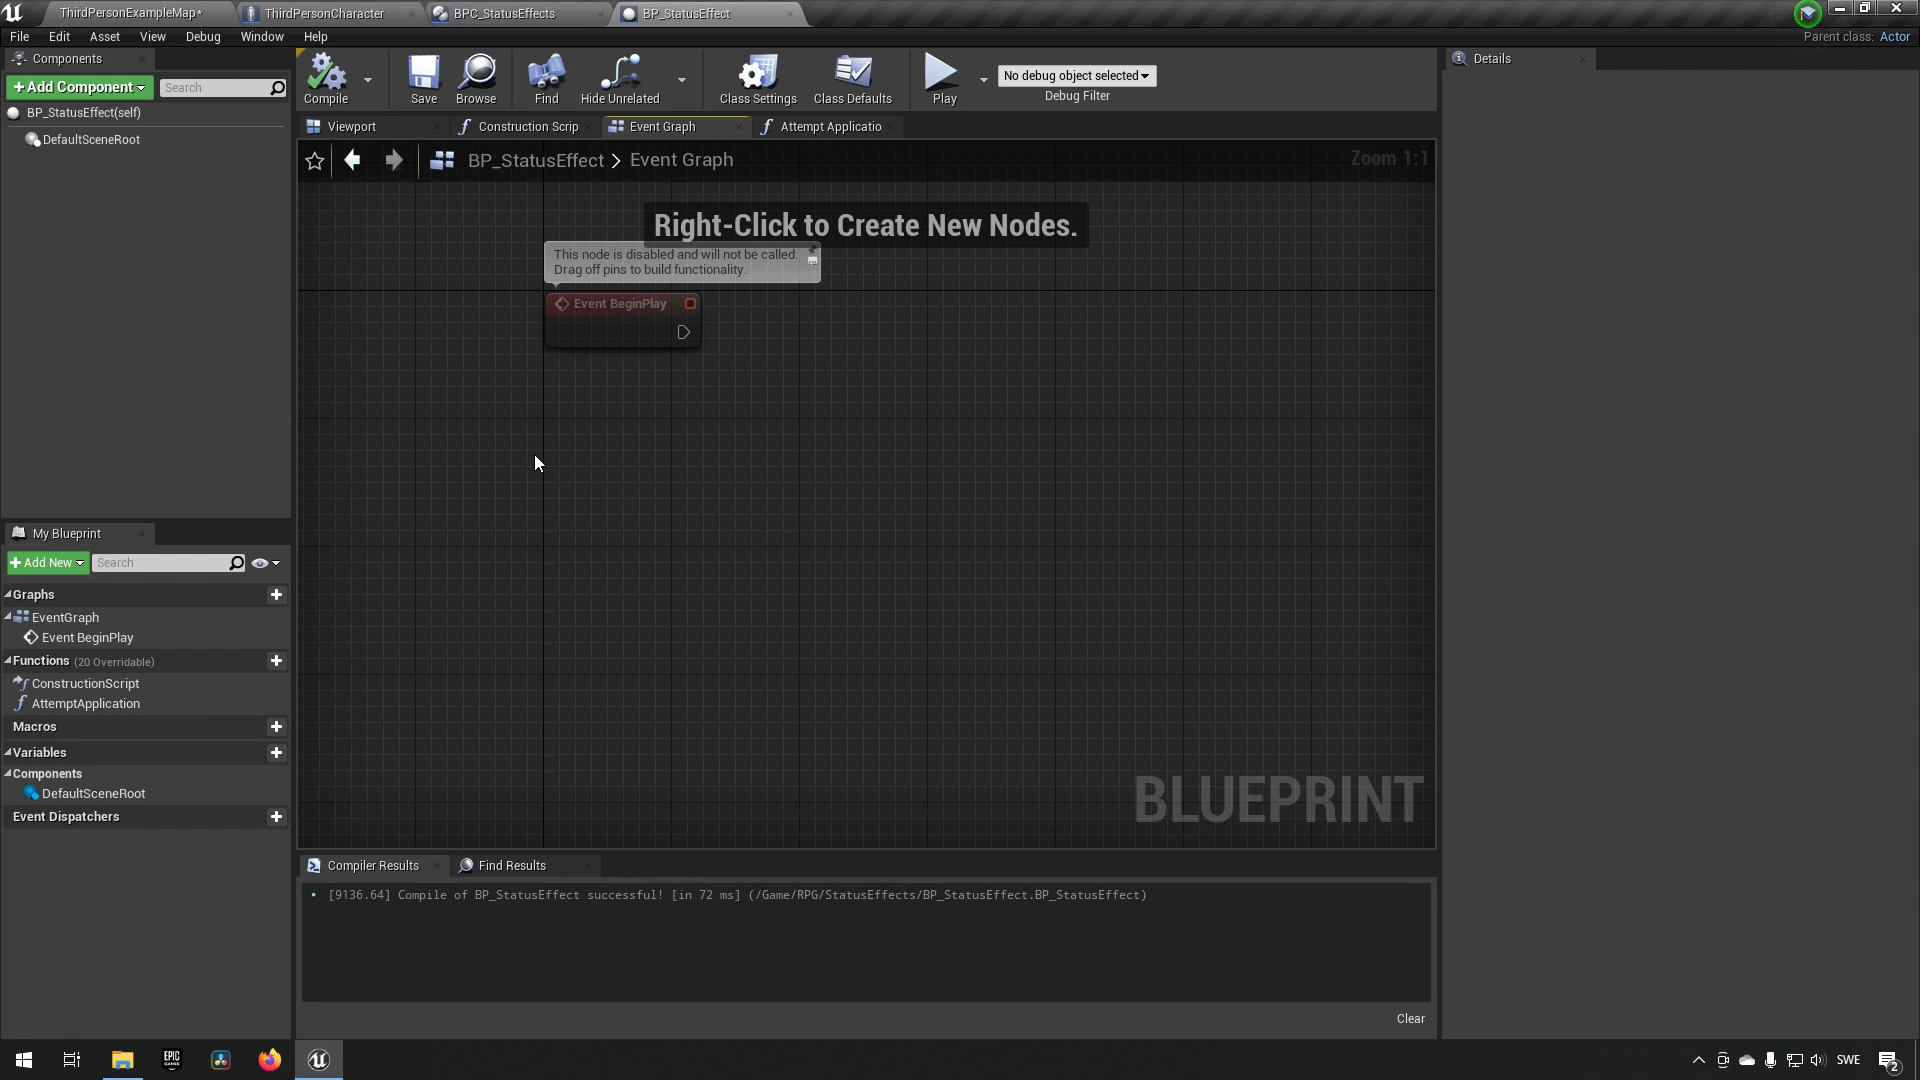 ThirdPersonExampleMap*
ThirdPersonCharacter
BPC_StatusEffects
BP_StatusEffect
File Edit Asset View Debug Window Help
Parent class: Actor
Components
+Add Component
Search
BP_StatusEffect(self)
DefaultSceneRoot
Compile
Save
Browse
Find
Hide Unrelated
Class Settings
Class Defaults
Play
No debug object selected
Debug Filter
Details
Viewport
Construction Scrip
Event Graph
Attempt Applicatio
BP_StatusEffect > Event Graph
Zoom 1:1
Right-Click to Create New Nodes.
This node is disabled and will not be called.
Drag off pins to build functionality.
Event BeginPlay
BLUEPRINT
My Blueprint
+Add New
Search
Graphs
EventGraph
Event BeginPlay
Functions (20 Overridable)
ConstructionScript
AttemptApplication
Macros
Variables
Components
DefaultSceneRoot
Event Dispatchers
Compiler Results
Find Results
[9136.64] Compile of BP_StatusEffect successful! [in 72 ms] (/Game/RPG/StatusEffects/BP_StatusEffect.BP_StatusEffect)
Clear
EPIC
GAMES
SWE
2